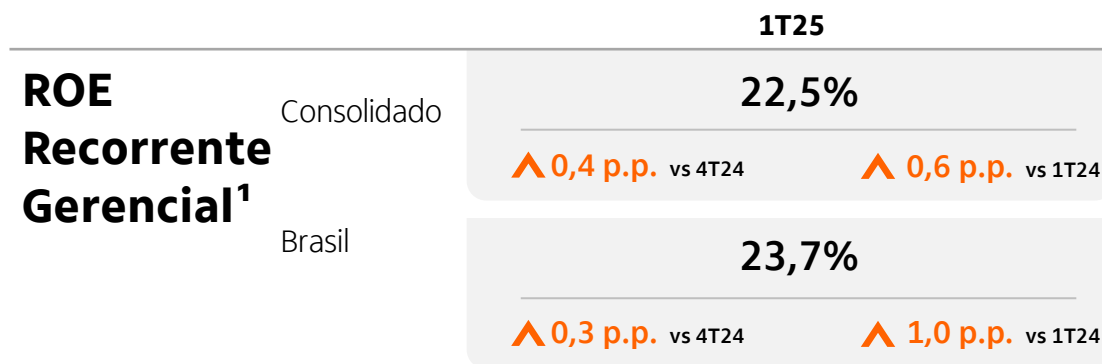 1T25
ROE
Recorrente
Gerencial¹
Consolidado
22,5%
0,4 p.p. vs 4T24
0,6 p.p. vs 1T24
Brasil
23,7%
0,3 p.p. vs 4T24
1,0 p.p. vs 1T24